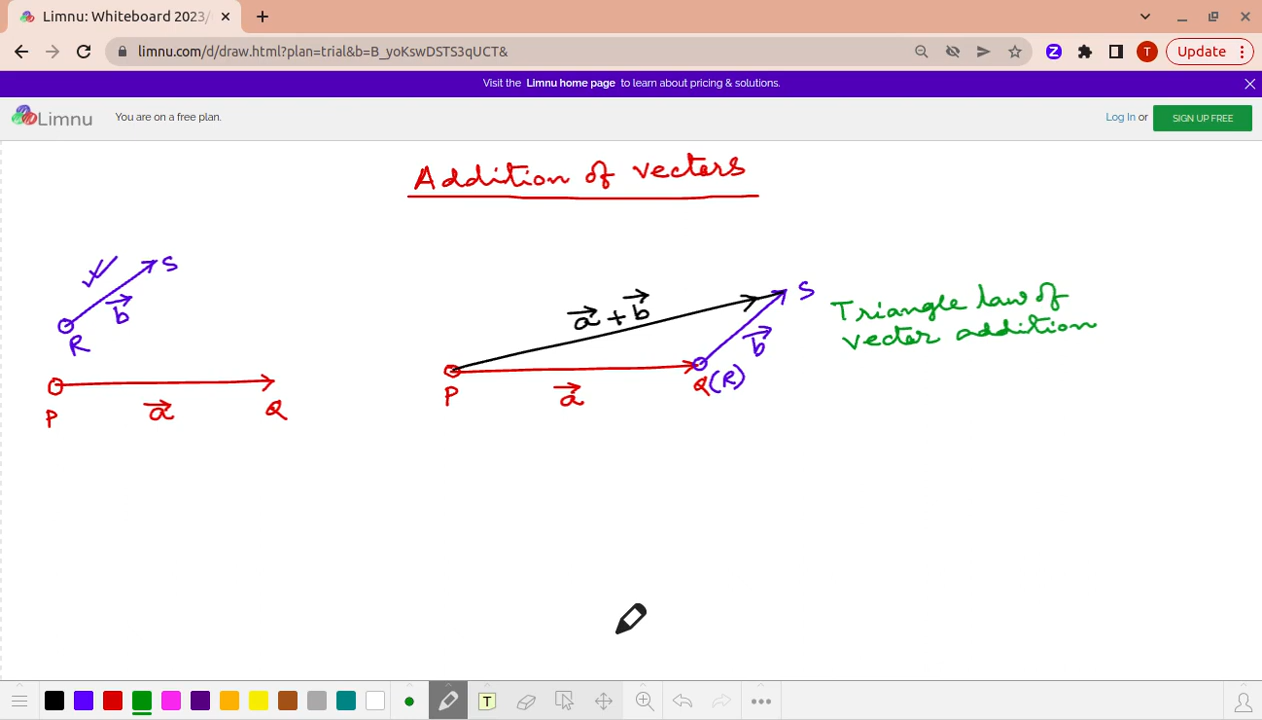 Limnu: Whiteboard 2023/
limnu.com/d/draw.html?plan=trial&b=B_yoKswDSTS3qUCT&
Z
T
Update
Visit the Limnu home page to learn about pricing & solutions.
Limnu
You are on a free plan.
Log In or
SIGN UP FREE
Addition of vectors
S
b⃗
R
P
a⃗
Q
a⃗ + b⃗
S
b⃗
P
a⃗
Q(R)
Triangle law of
vector addition
T